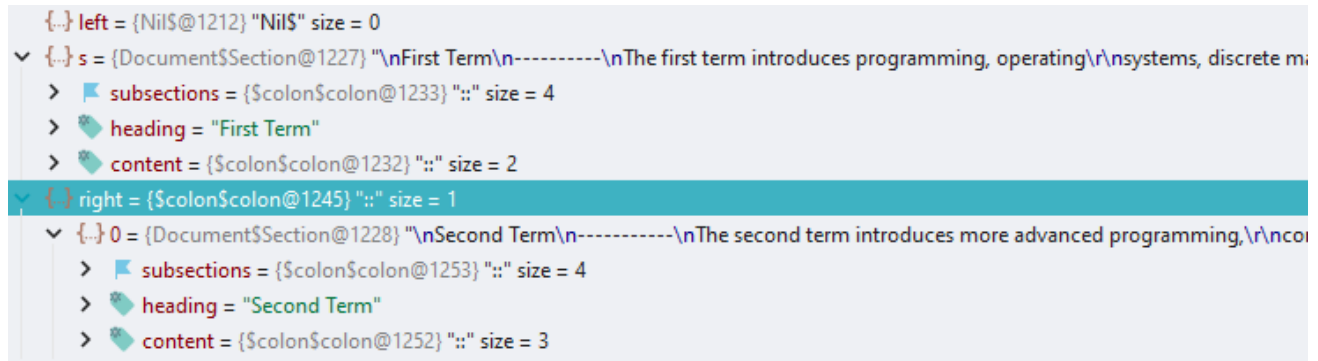 {...} left = {Nil$@1212} "Nil$" size = 0
{...} s = {Document$Section@1227} "\nFirst Term\n----------\nThe first term introduces programming, operating\r\nsystems, discrete
subsections = {$colon$colon@1233} "::" size = 4
heading = "First Term"
content = {$colon$colon@1232} "::" size = 2
{...} right = {$colon$colon@1245} "::" size = 1
{...} 0 = {Document$Section@1228} "\nSecond Term\n-----------\nThe second term introduces more advanced programming,\r\n
subsections = {$colon$colon@1253} "::" size = 4
heading = "Second Term"
content = {$colon$colon@1252} "::" size = 3